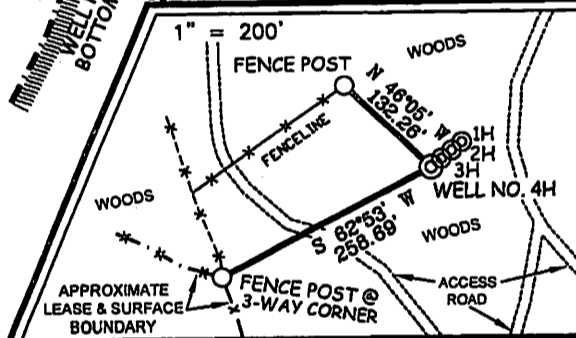 WELL
BOTTOM
1" = 200'
WOODS
FENCE POST
N 46°05' W
132.26'
FENCELINE
1H
2H
3H
WELL NO. 4H
WOODS
S 62°53' W
258.69'
WOODS
FENCE POST @
3-WAY CORNER
APPROXIMATE
LEASE & SURFACE
BOUNDARY
ACCESS
ROAD